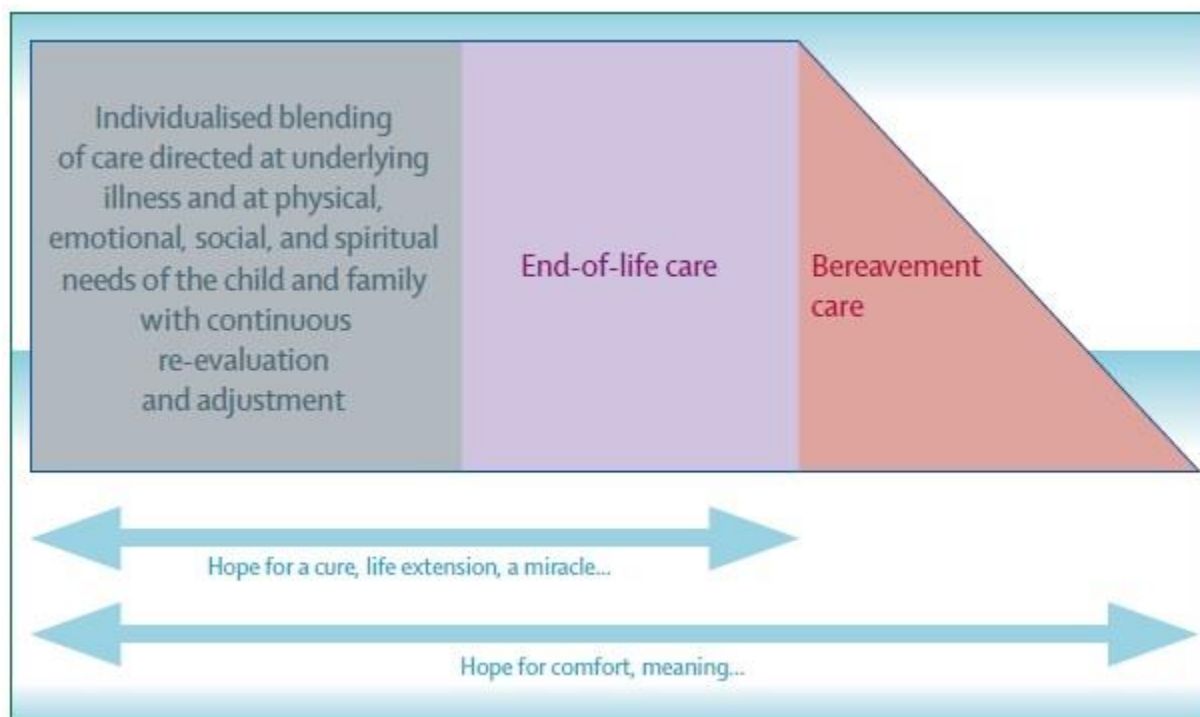 Individualised blending
of care directed at underlying
illness and at physical,
emotional, social, and spiritual
needs of the child and family
with continuous
re-evaluation
and adjustment
End-of-life care
Bereavement
care
Hope for a cure, life extension, a miracle...
Hope for comfort, meaning...